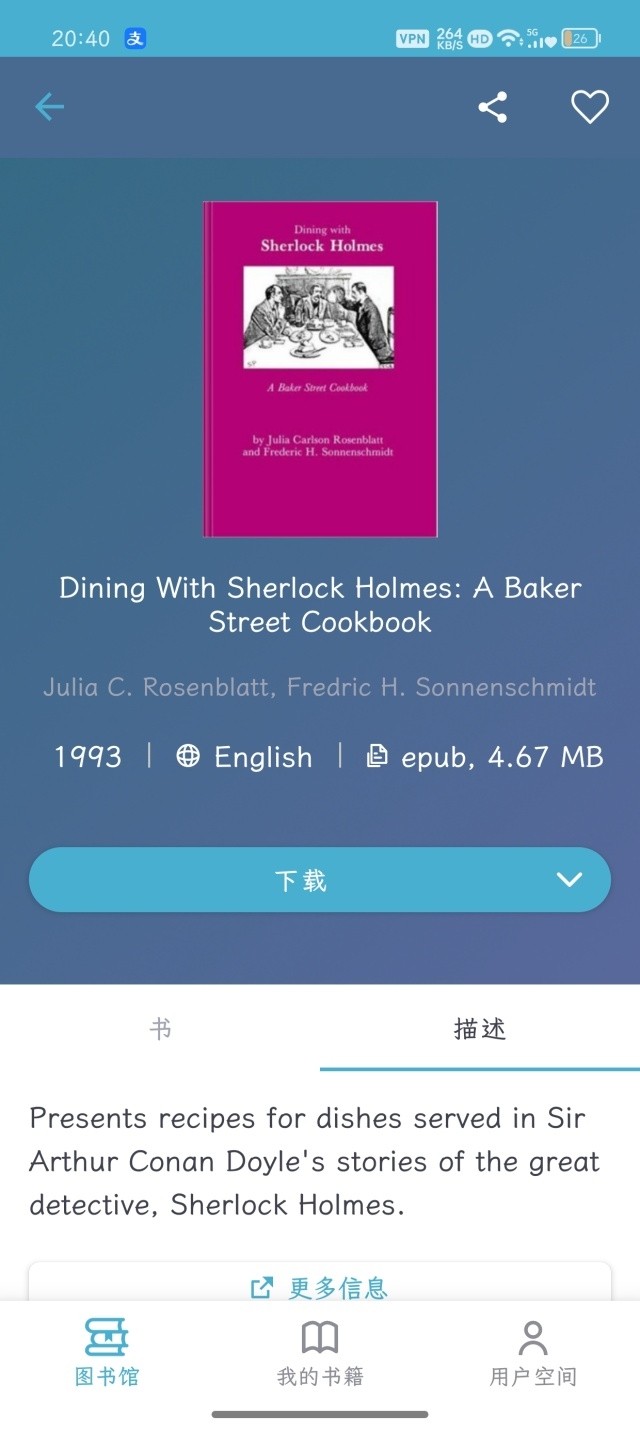 20:40 支 VPN 264 KB/S HD 5G 26
Dining with
Sherlock Holmes
A Baker Street Cookbook
by Julia Carlson Rosenblatt
and Frederic H. Sonnenschmidt
Dining With Sherlock Holmes: A Baker
Street Cookbook
Julia C. Rosenblatt, Fredric H. Sonnenschmidt
1993 | English | epub, 4.67 MB
下载
书 描述
Presents recipes for dishes served in Sir
Arthur Conan Doyle's stories of the great
detective, Sherlock Holmes.
更多信息
图书馆 我的书籍 用户空间